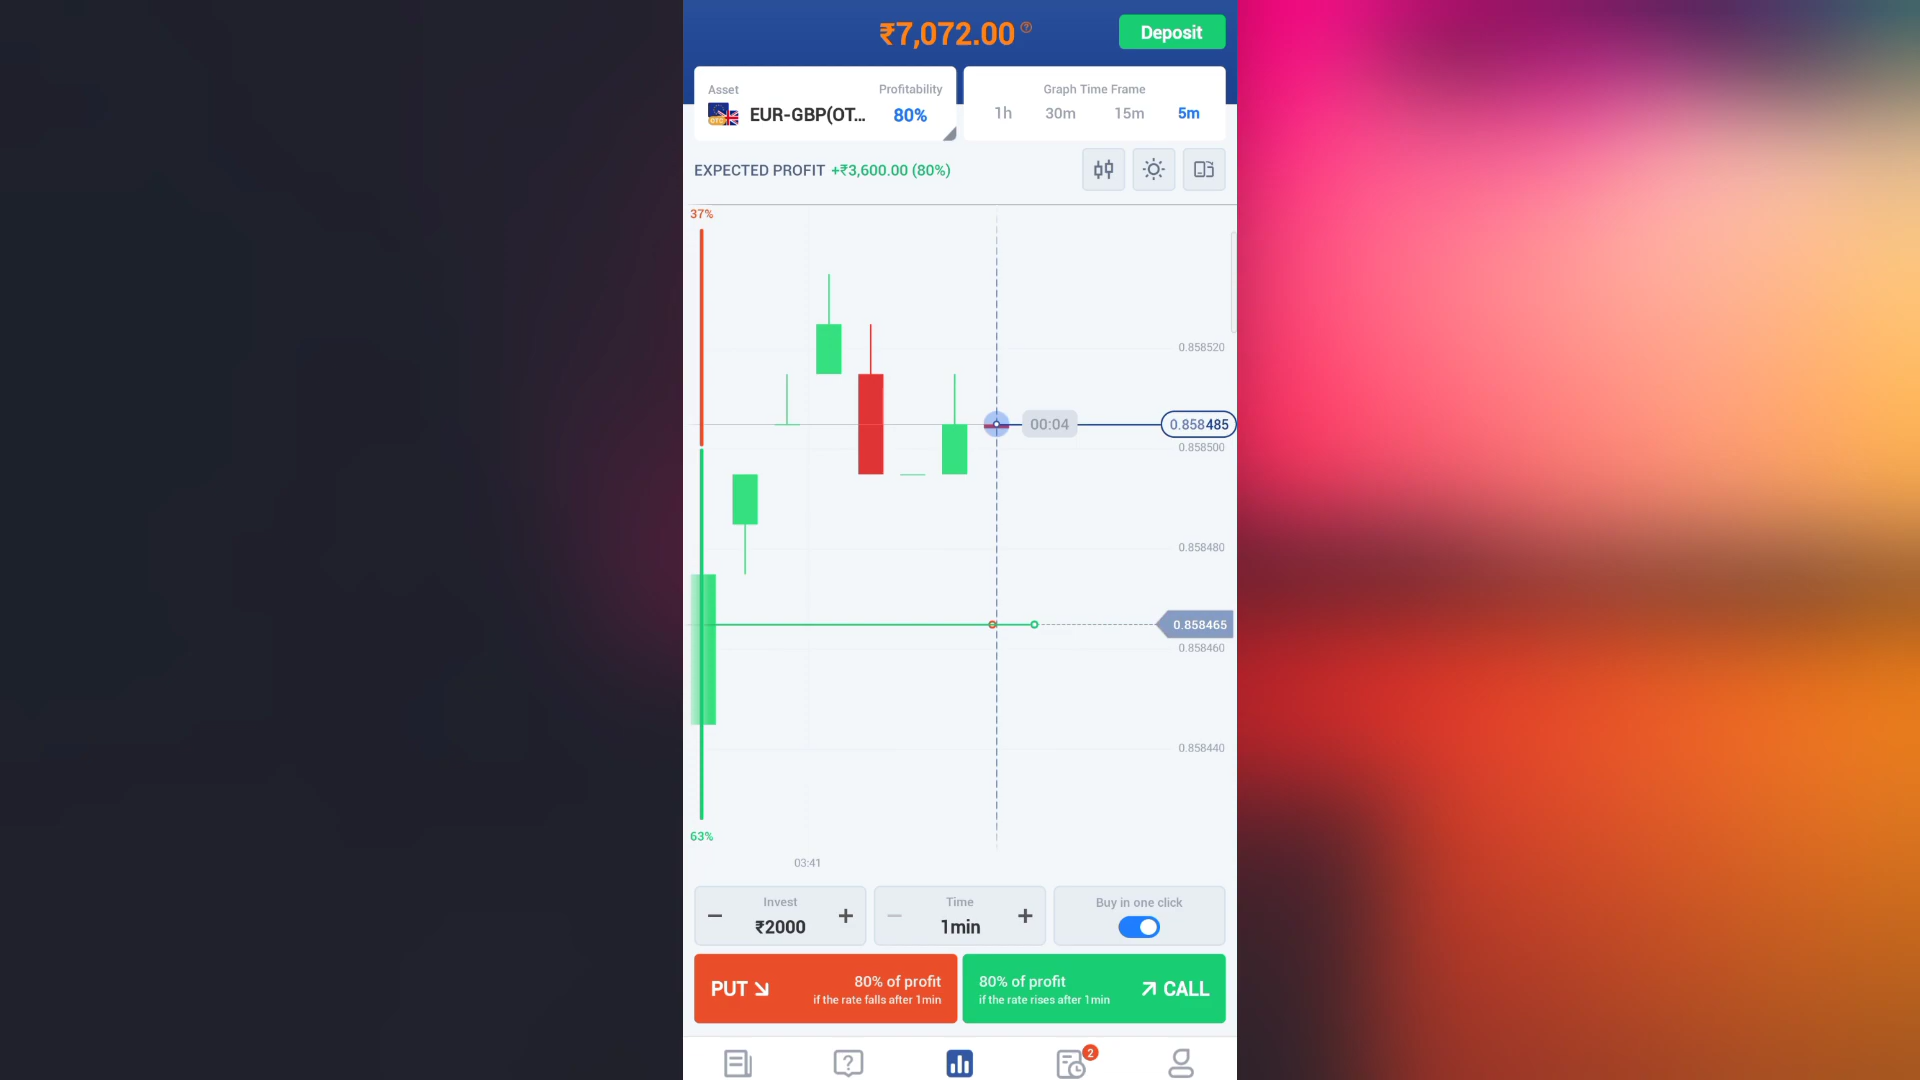 ₹7,072.00
Deposit
Asset
Profitability
EUR-GBP(OT...
80%
Graph Time Frame
1h 30m 15m 5m
EXPECTED PROFIT +₹3,600.00 (80%)
37%
0.858520
00:04
0.858485
0.858500
0.858480
0.858465
0.858460
0.858440
63%
03:41
Invest
₹2000
Time
1min
Buy in one click
PUT
80% of profit
if the rate falls after 1min
80% of profit
if the rate rises after 1min
CALL
2